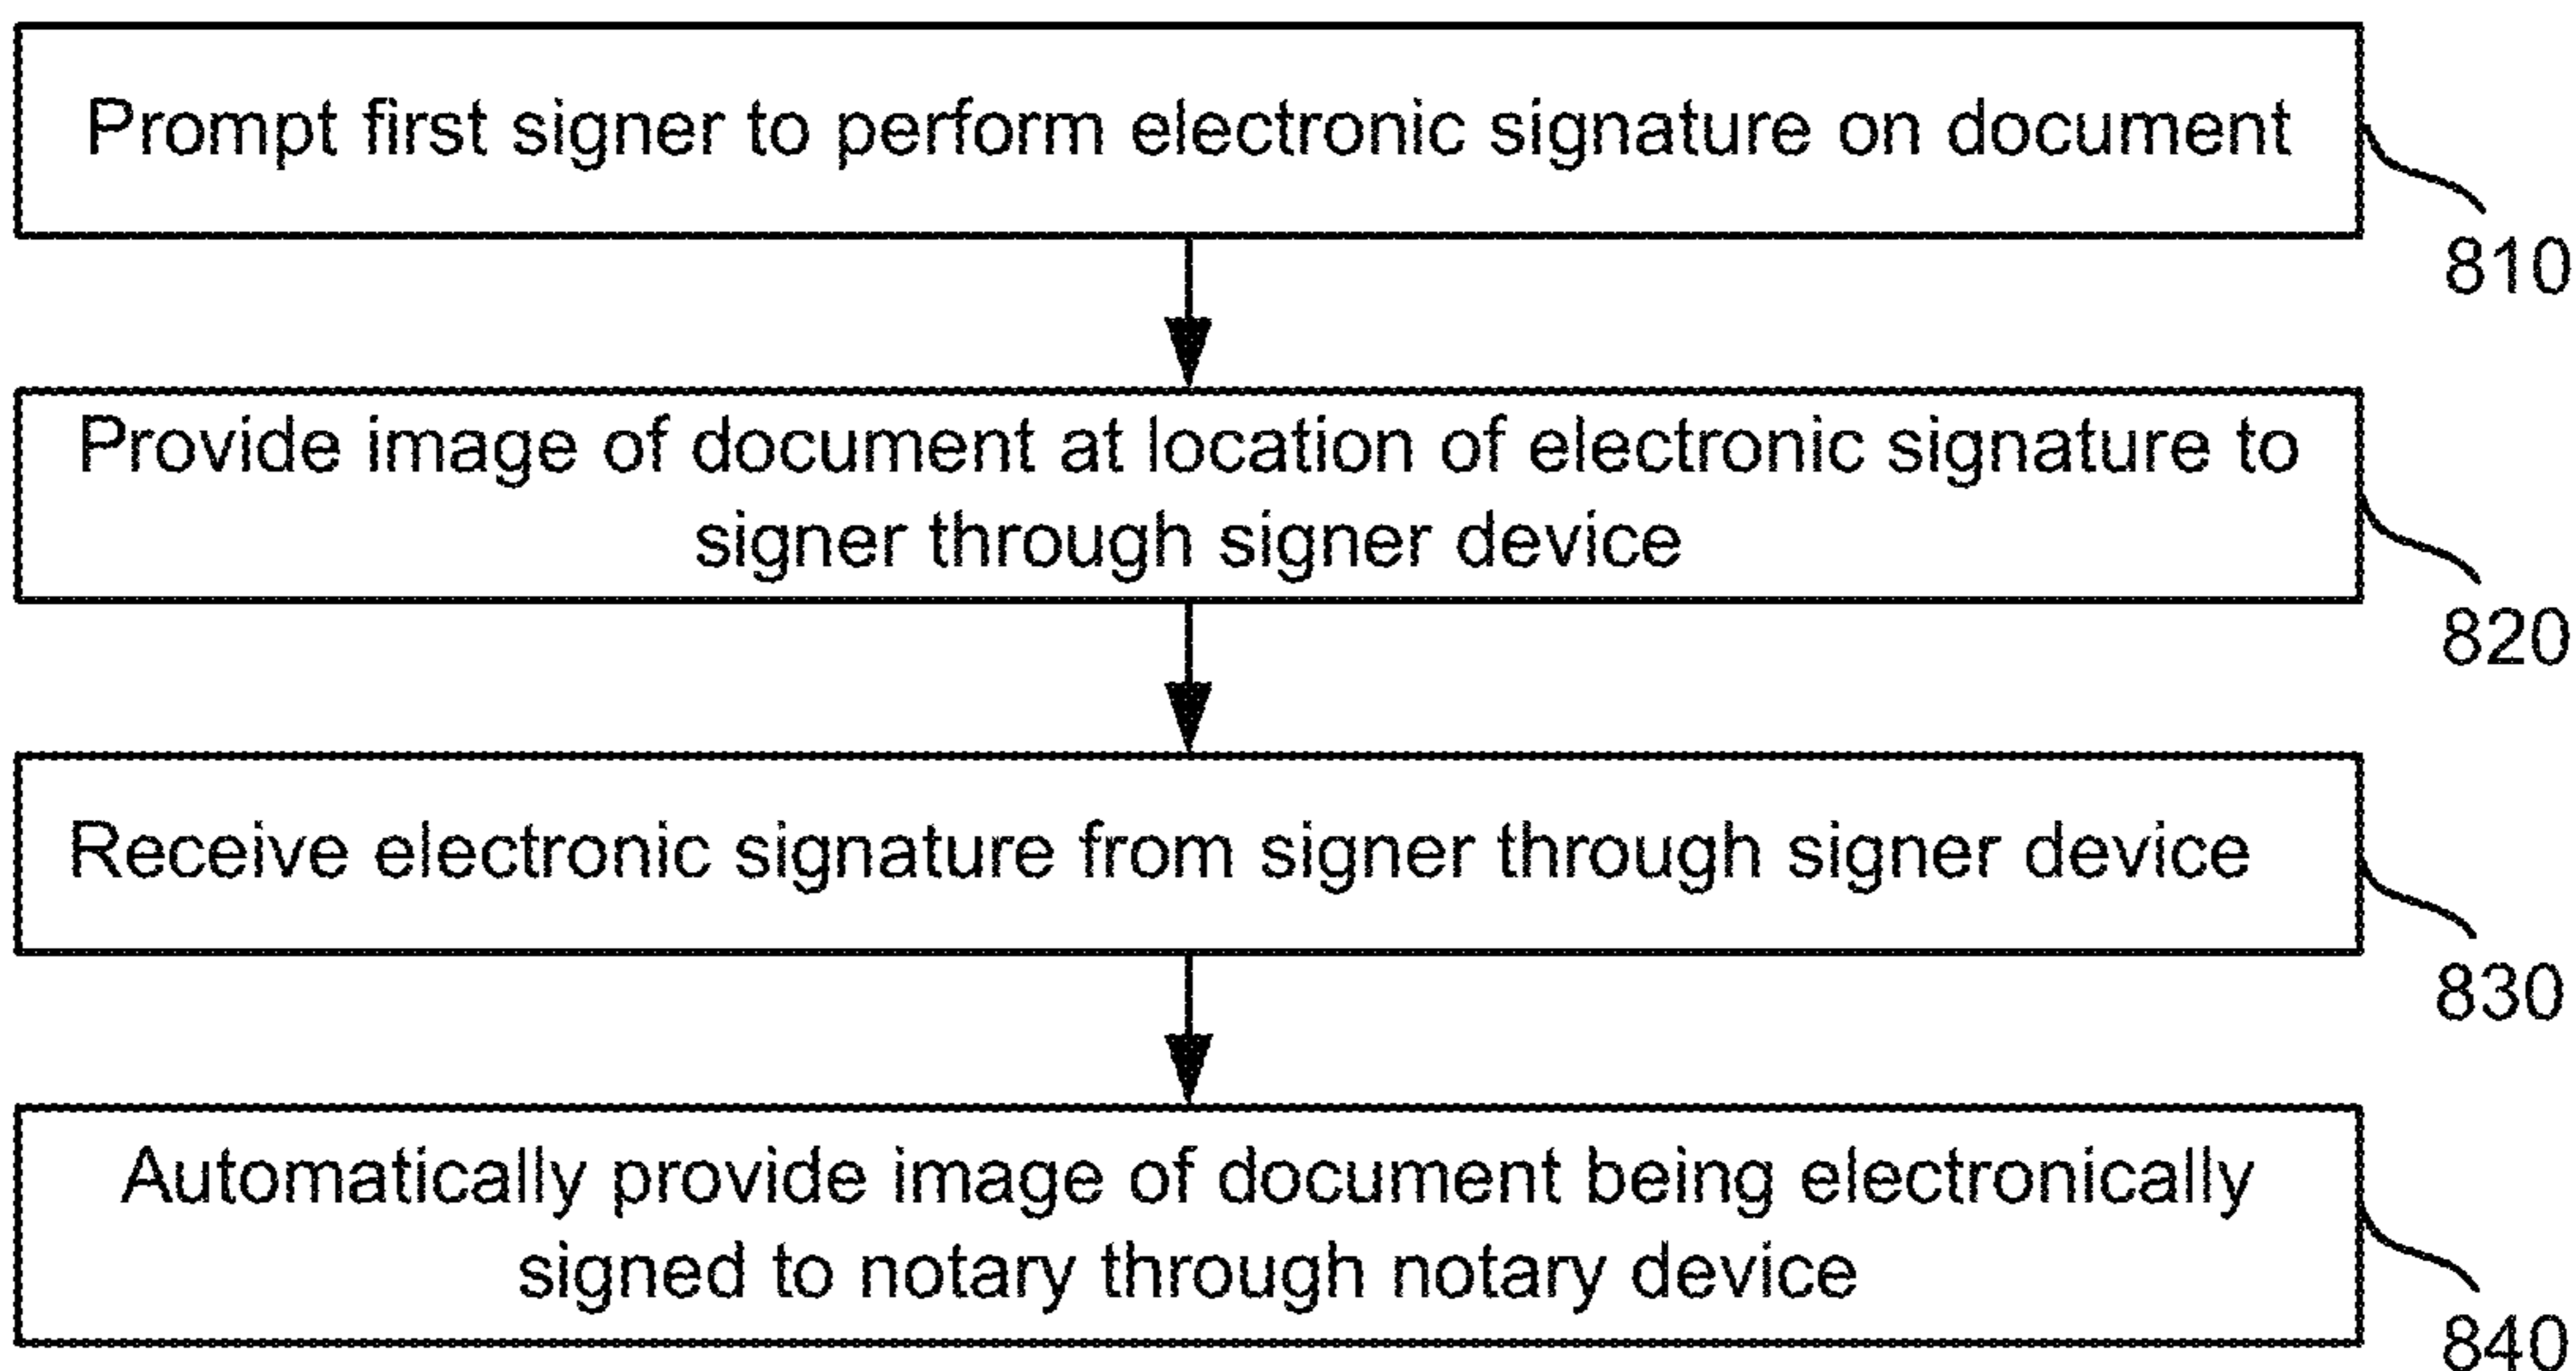 Prompt first signer to perform electronic signature on document
810
Provide image of document at location of electronic signature to
signer through signer device
820
Receive electronic signature from signer through signer device
830
Automatically provide image of document being electronically
signed to notary through notary device
840